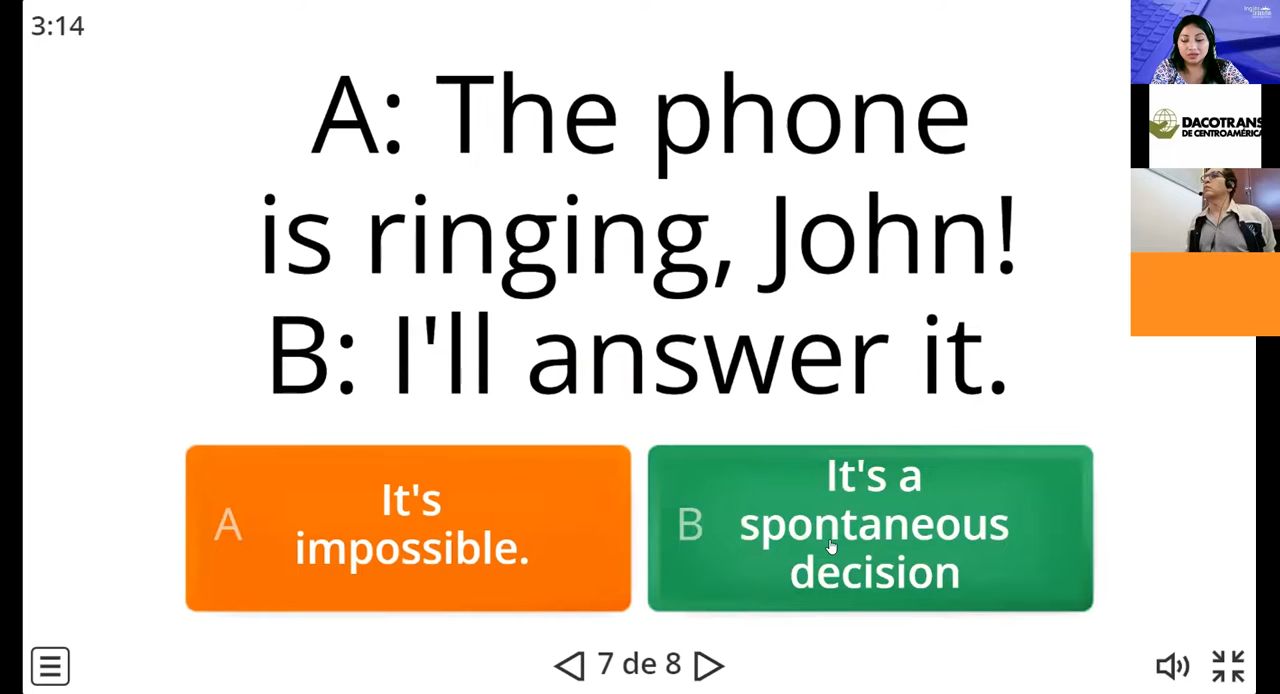 3:14
A: The phone
is ringing, John!
B: I'll answer it.
A
It's
impossible.
B
It's a
spontaneous
decision
7 de 8
DACOTRANS
DE CENTROAMÉRICA